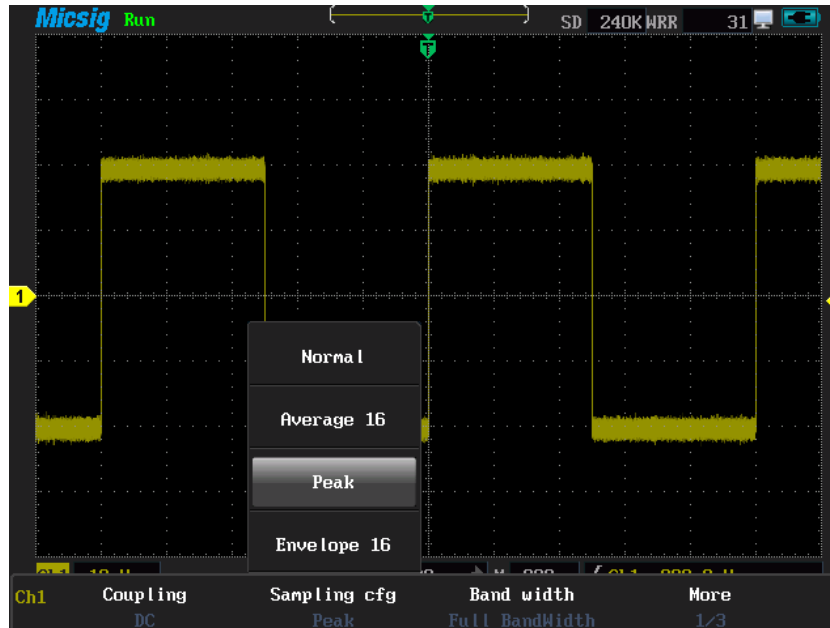 Micsig Run SD 240K WRR 31
T
T
1
Normal
Average 16
Peak
Envelope 16
Ch1 Coupling Sampling cfg Band width More
DC Peak Full BandWidth 1/3